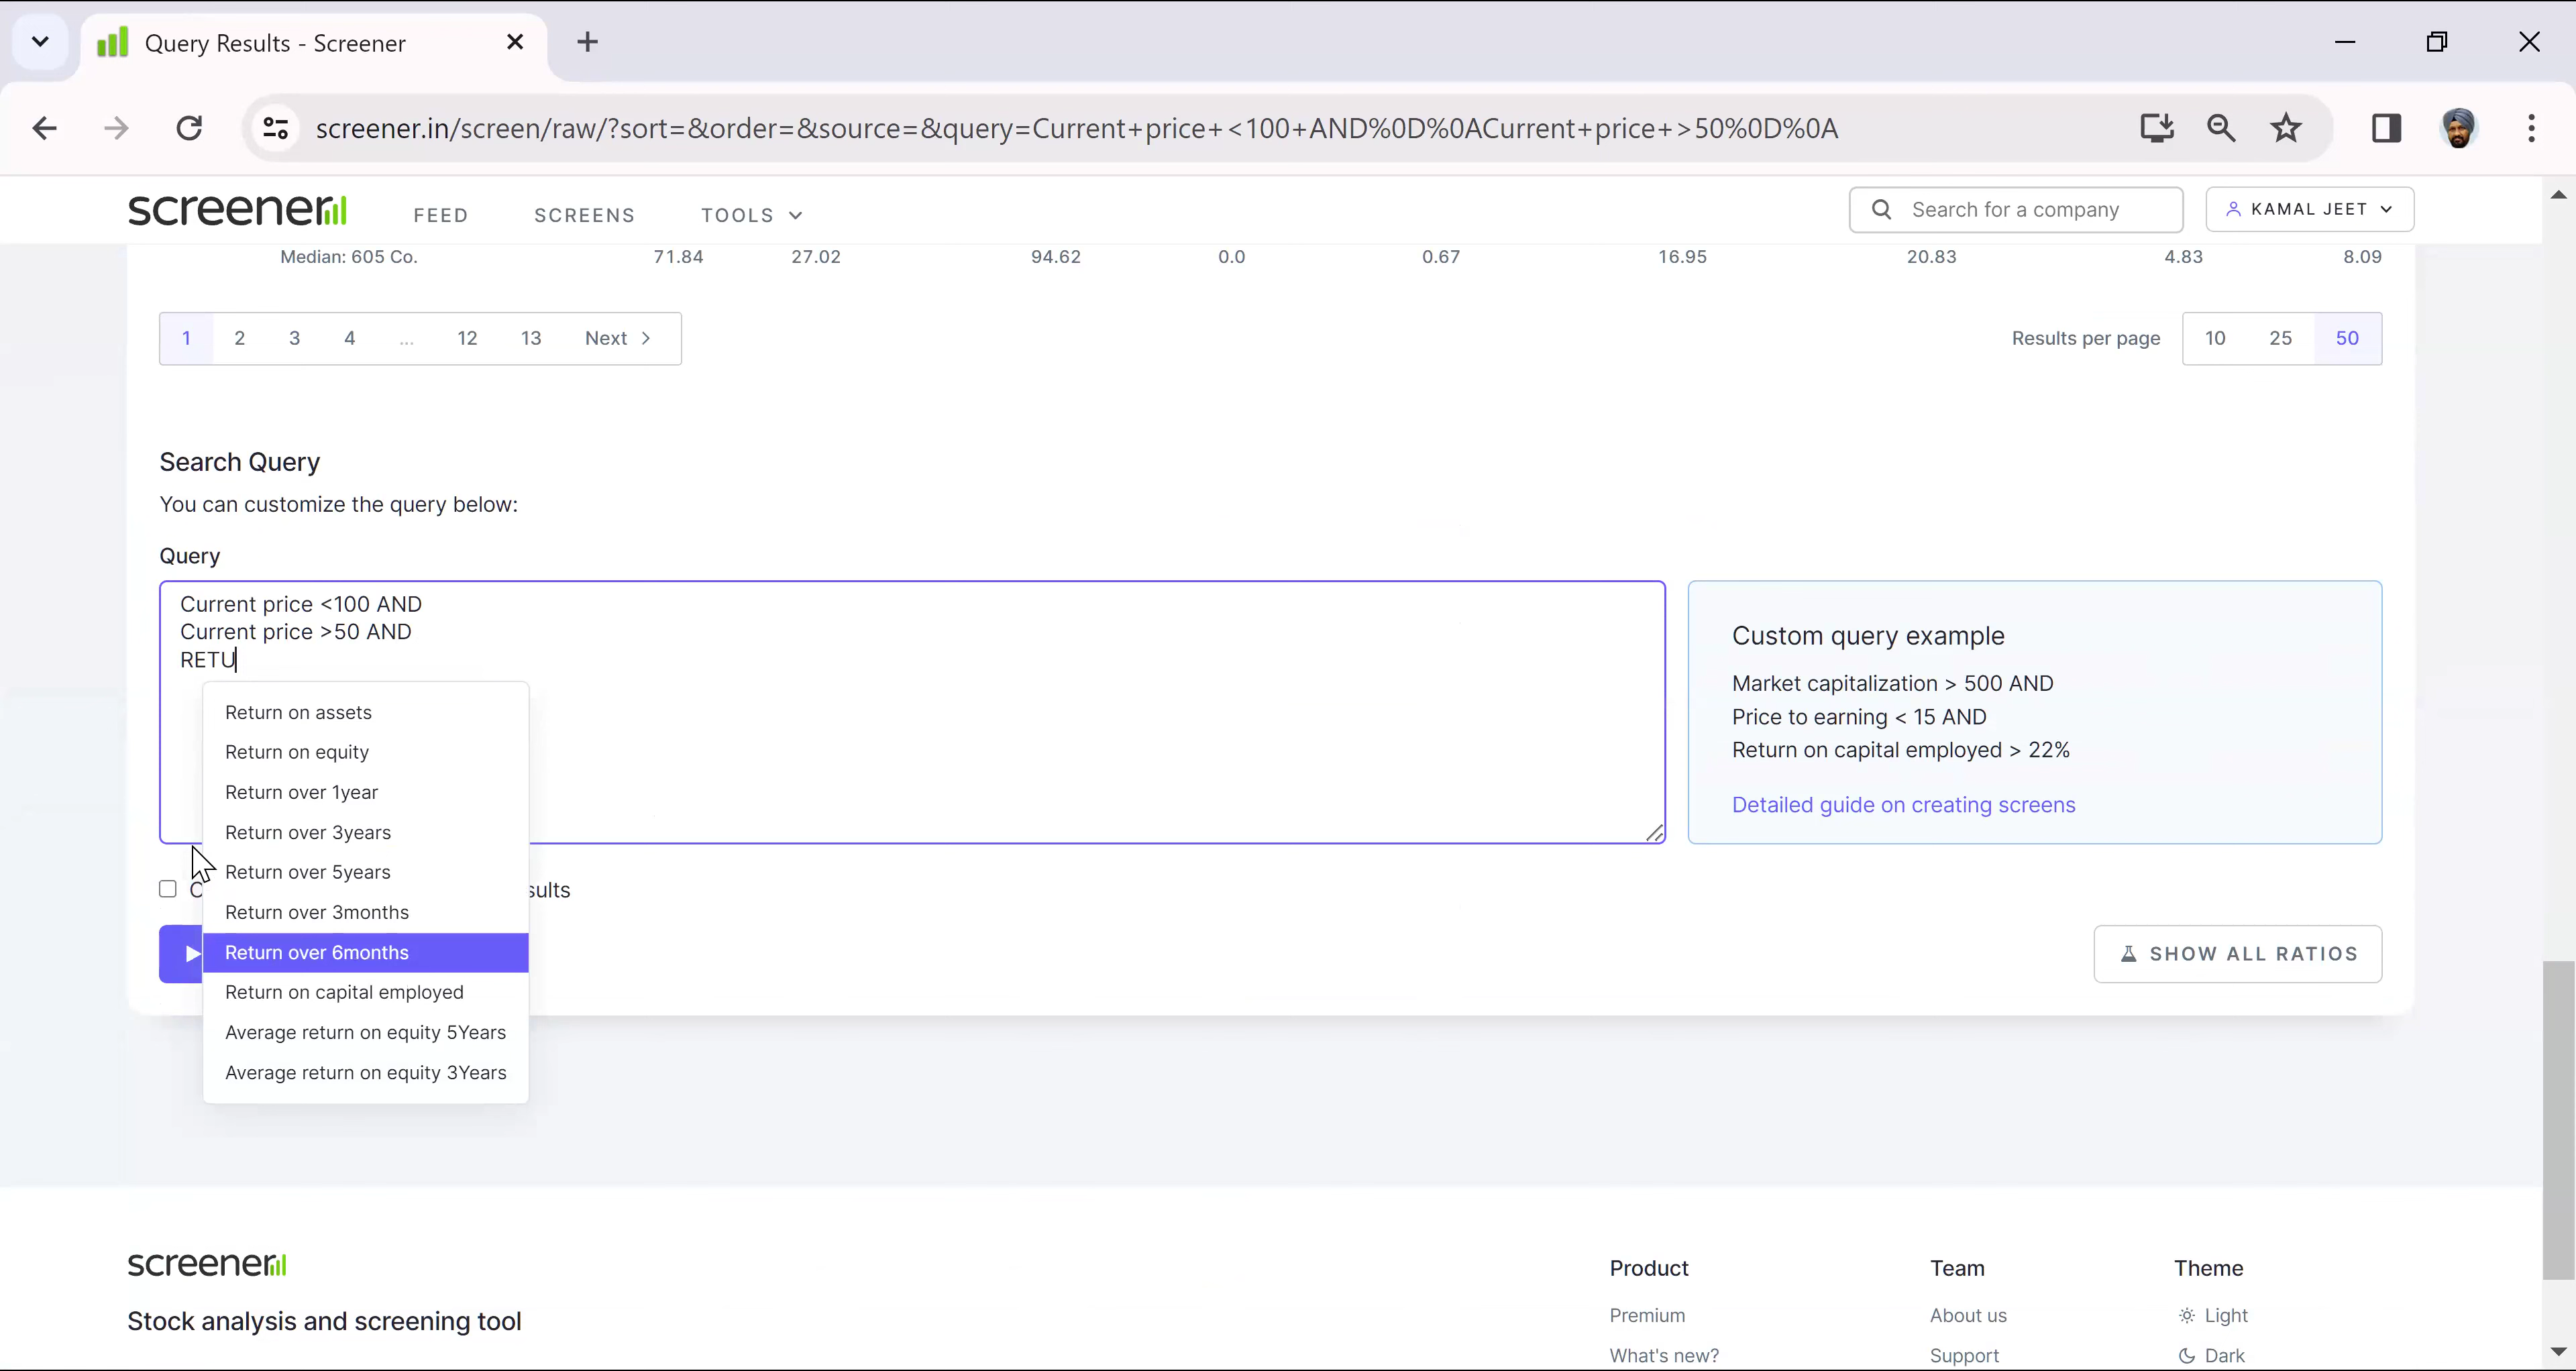 Query Results - Screener
screener.in/screen/raw/?sort=&order=&source=&query=Current+price+<100+AND%0D%0ACurrent+price+>50%0D%0A
screener FEED SCREENS TOOLS Search for a company KAMAL JEET
Median: 605 Co. 71.84 27.02 94.62 0.0 0.67 16.95 20.83 4.83 8.09
1 2 3 4 ... 12 13 Next Results per page 10 25 50
Search Query
You can customize the query below:
Query
Current price <100 AND
Current price >50 AND
RETU
Return on assets
Return on equity
Return over 1year
Return over 3years
Return over 5years
Return over 3months
Return over 6months
Return on capital employed
Average return on equity 5Years
Average return on equity 3Years
Custom query example
Market capitalization > 500 AND
Price to earning < 15 AND
Return on capital employed > 22%
Detailed guide on creating screens
SHOW ALL RATIOS
screener
Stock analysis and screening tool
Product Team Theme
Premium About us Light
What's new? Support Dark